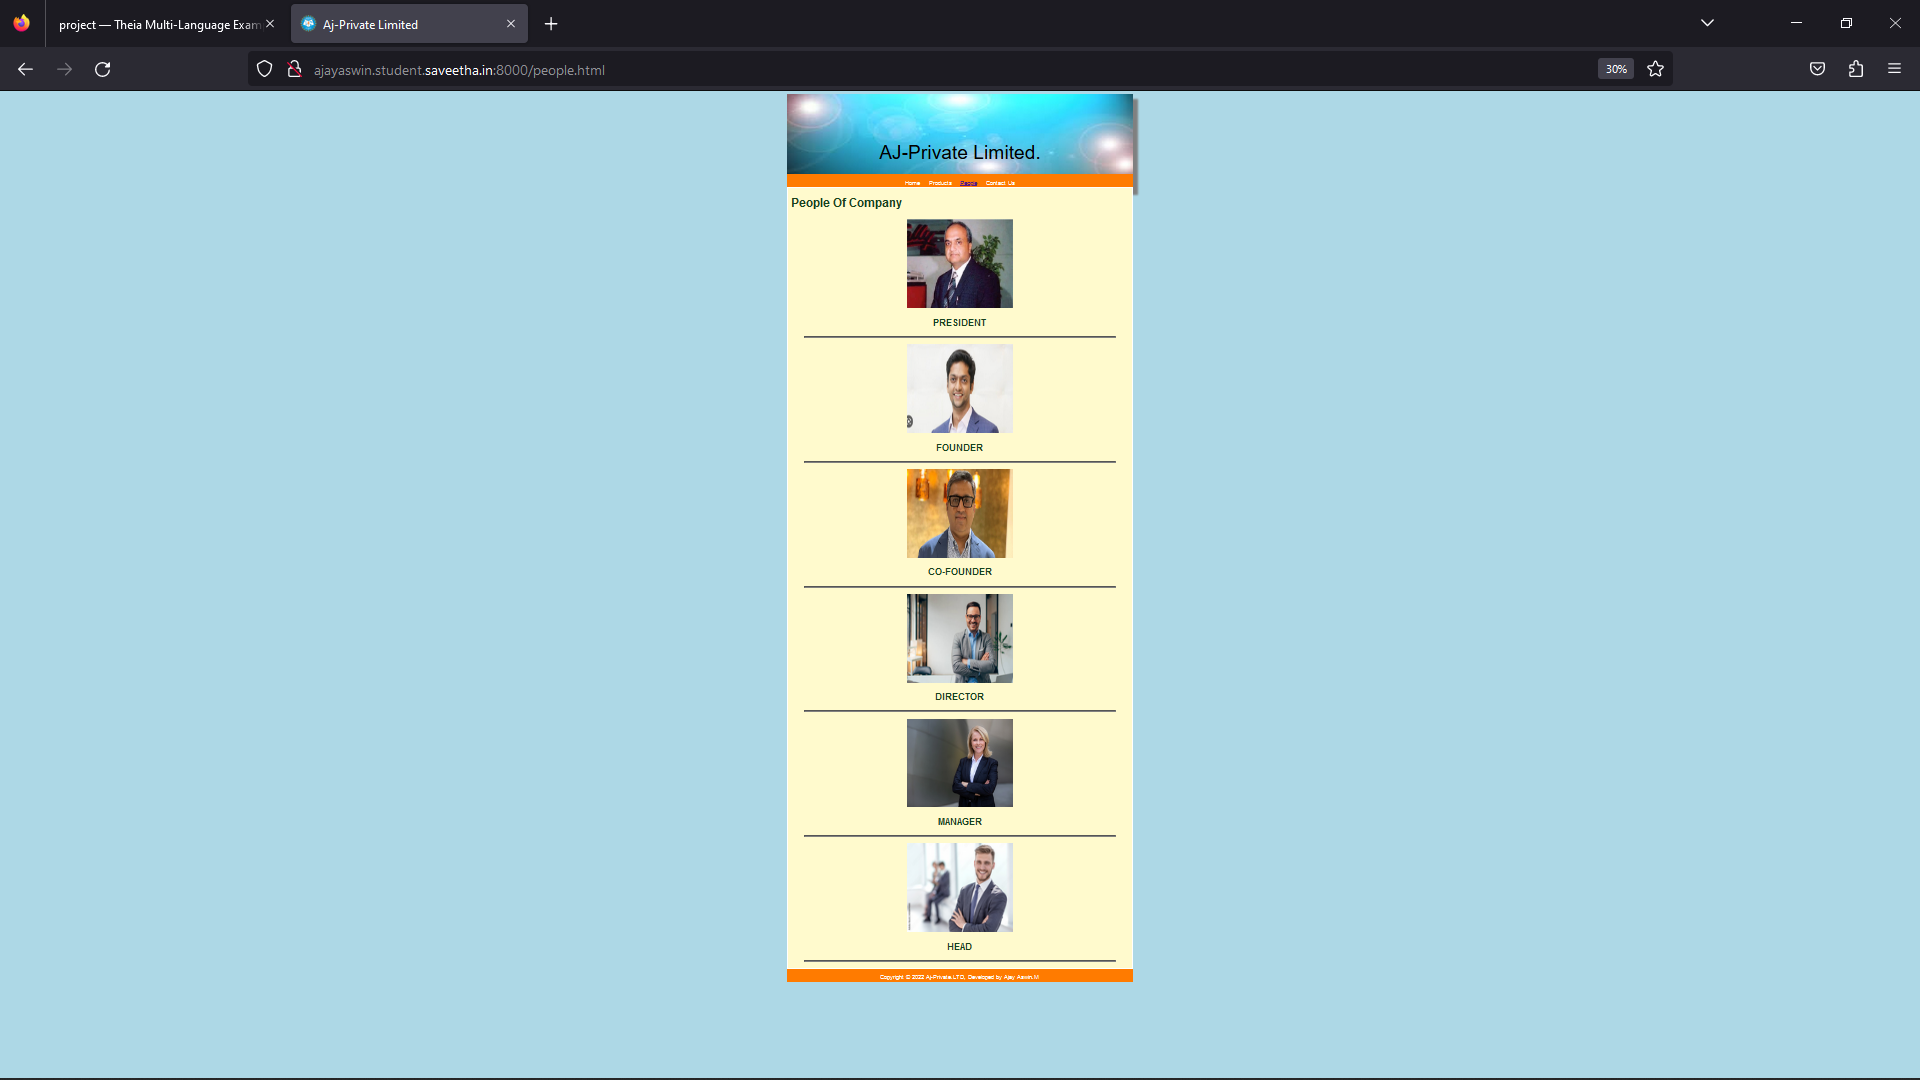 project — Theia Multi-Language Exam
Aj-Private Limited
ajayaswin.student.saveetha.in:8000/people.html
30%
AJ-Private Limited.
Home Products People Contact Us
People Of Company
PRESIDENT
FOUNDER
CO-FOUNDER
DIRECTOR
MANAGER
HEAD
Copyright © 2022 Aj-Private.LTD, Developed by Ajay Aswin.M